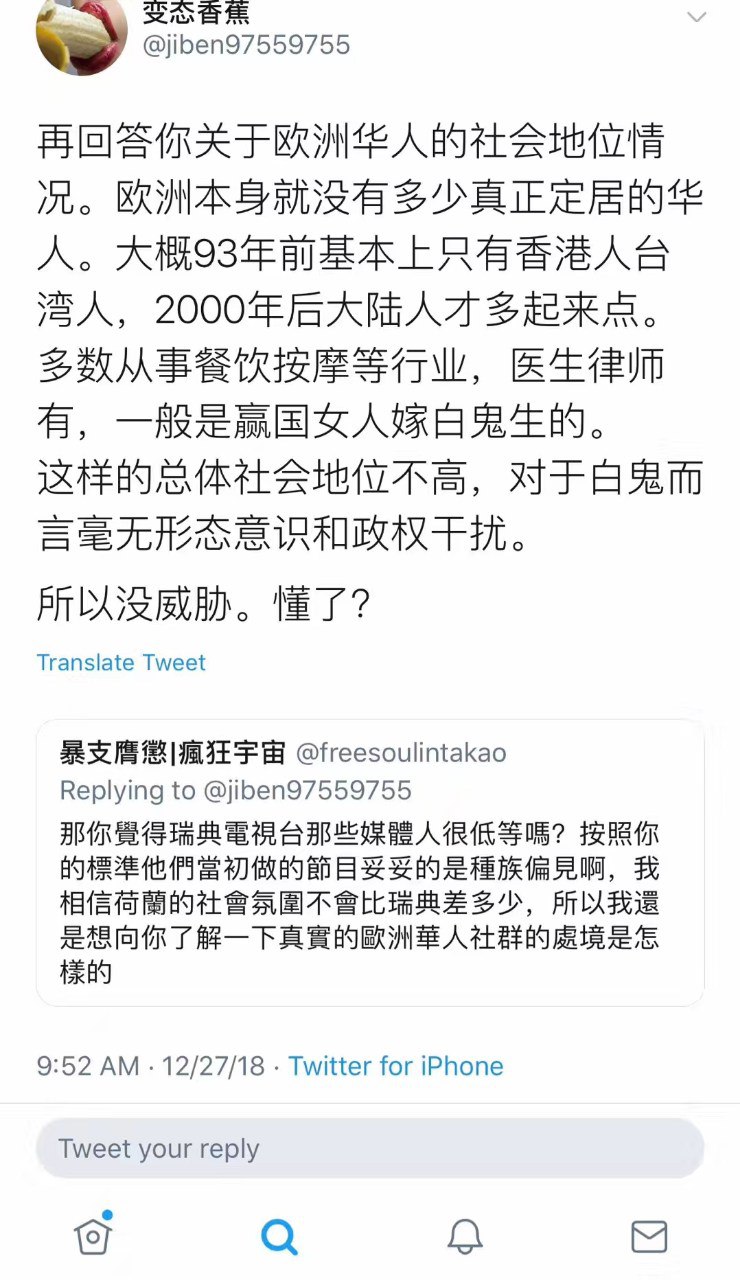 变态香蕉
@jiben97559755
再回答你关于欧洲华人的社会地位情
况。欧洲本身就没有多少真正定居的华
人。大概93年前基本上只有香港人台
湾人，2000年后大陆人才多起来点。
多数从事餐饮按摩等行业，医生律师
有，一般是赢国女人嫁白鬼生的。
这样的总体社会地位不高，对于白鬼而
言毫无形态意识和政权干扰。
所以没威胁。懂了?
Translate Tweet
暴支膺懲|瘋狂宇宙 @freesoulintakao
Replying to @jiben97559755
那你覺得瑞典電視台那些媒體人很低等嗎？按照你
的標準他們當初做的節目妥妥的是種族偏見啊，我
相信荷蘭的社會氛圍不會比瑞典差多少，所以我還
是想向你了解一下真實的歐洲華人社群的處境是怎
樣的
9:52 AM · 12/27/18 · Twitter for iPhone
Tweet your reply